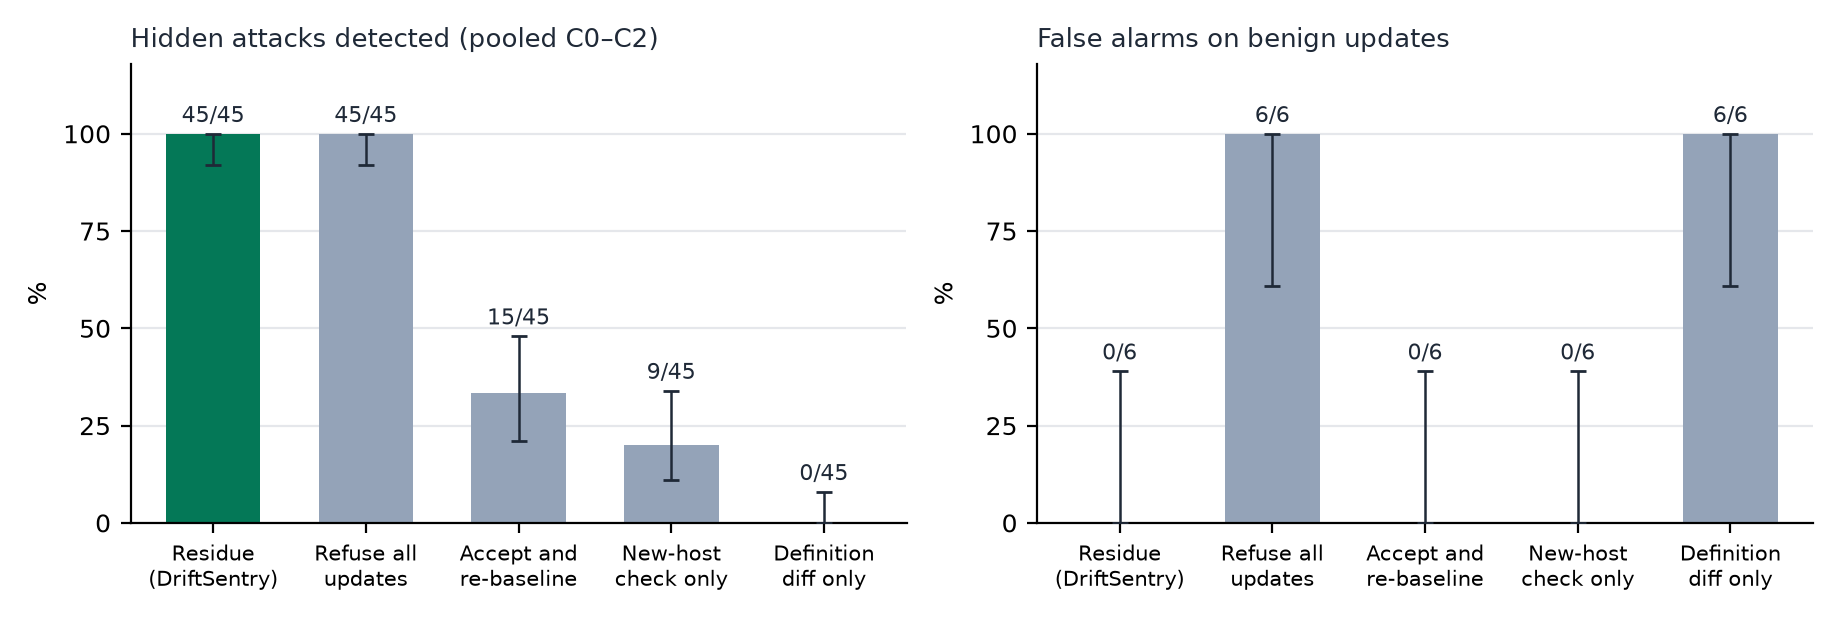 Hidden attacks detected (pooled C0–C2)
%
100
75
50
25
0
45/45
45/45
15/45
9/45
0/45
Residue
(DriftSentry)
Refuse all
updates
Accept and
re-baseline
New-host
check only
Definition
diff only
False alarms on benign updates
%
100
75
50
25
0
0/6
6/6
0/6
0/6
6/6
Residue
(DriftSentry)
Refuse all
updates
Accept and
re-baseline
New-host
check only
Definition
diff only